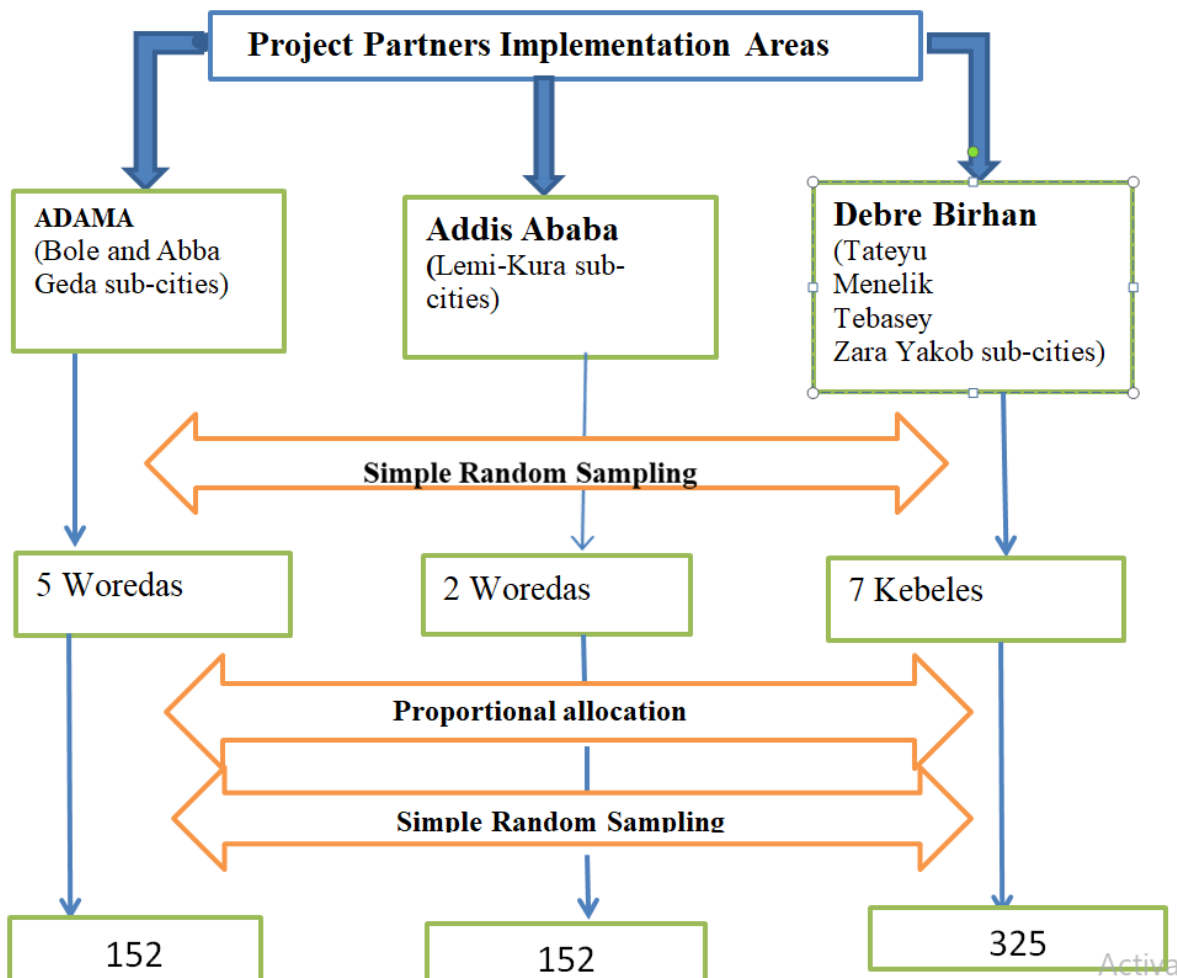 Project Partners Implementation Areas
ADAMA
(Bole and Abba
Geda sub-cities)
Addis Ababa
(Lemi-Kura sub-
cities)
Debre Birhan
(Tateyu
Menelik
Tebasey
Zara Yakob sub-cities)
Simple Random Sampling
5 Woredas
2 Woredas
7 Kebeles
Proportional allocation
Simple Random Sampling
152
152
325